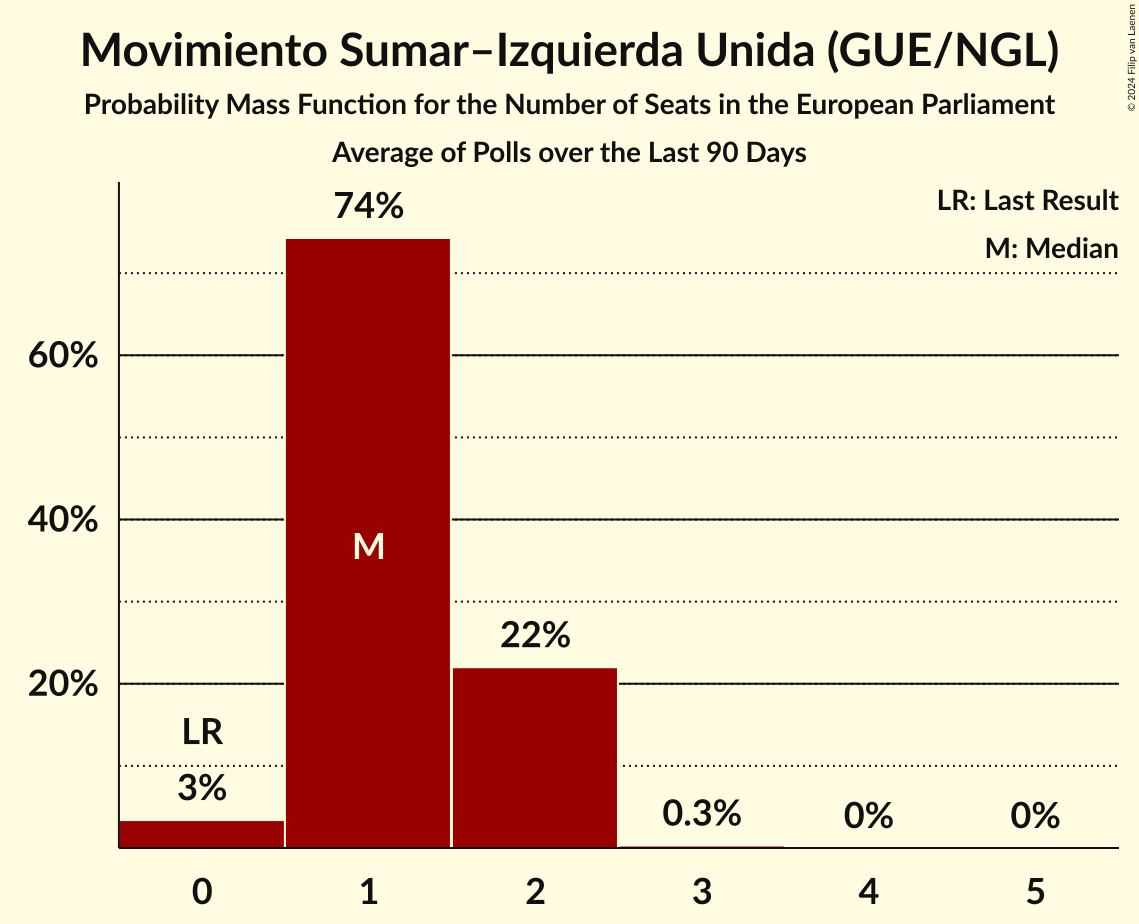 Movimiento Sumar–Izquierda Unida (GUE/NGL)
Probability Mass Function for the Number of Seats in the European Parliament
Average of Polls over the Last 90 Days
© 2024 Filip van Laenen
LR: Last Result
M: Median
74%
60%
40%
20%
M
22%
LR
3%
0.3%
0%
0%
0 1 2 3 4 5